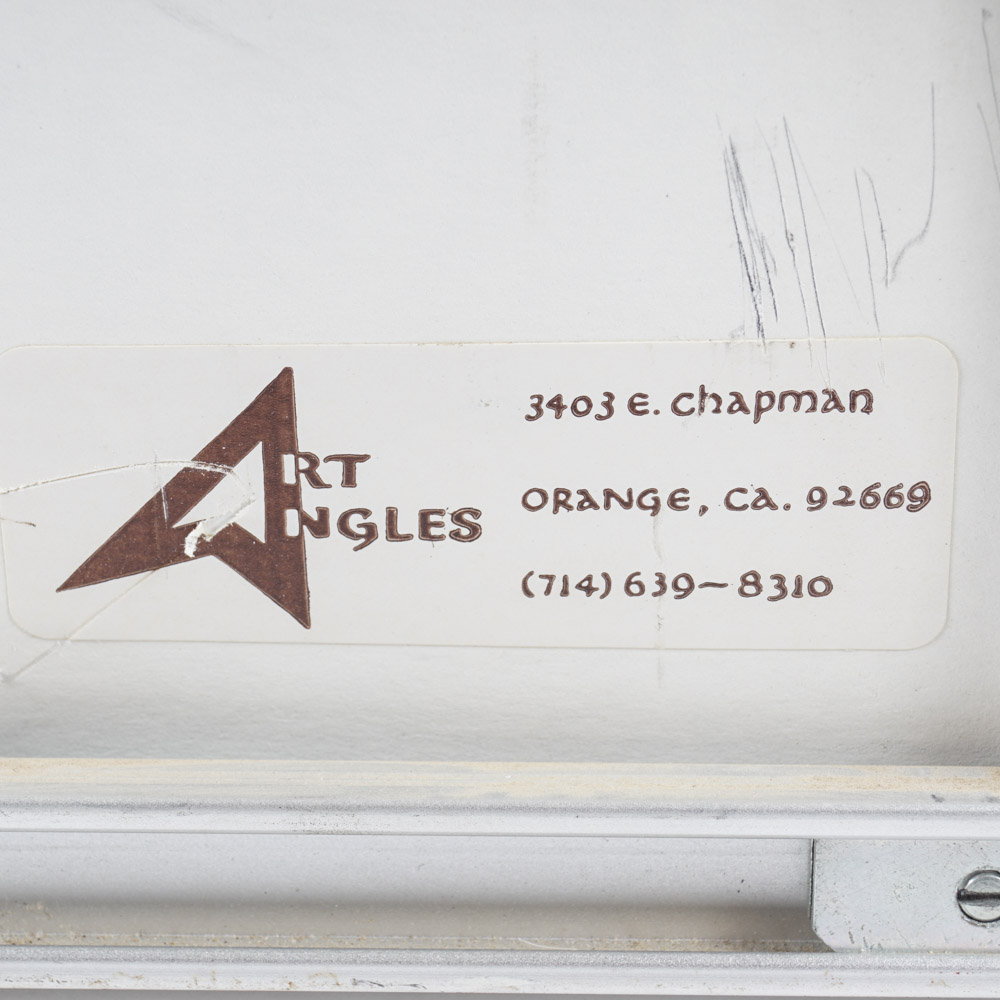 ART
ANGLES
3403 E. Chapman
ORANGE, CA. 92669
(714) 639-8310